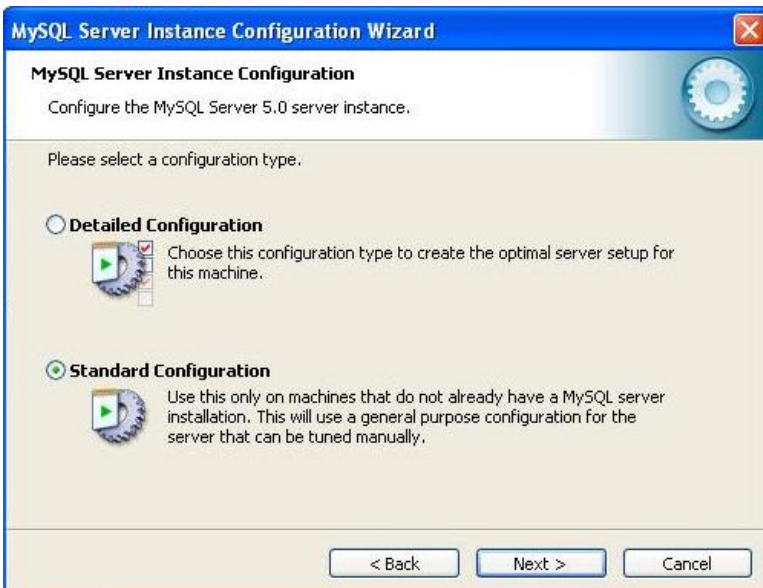 MySQL Server Instance Configuration Wizard
MySQL Server Instance Configuration
Configure the MySQL Server 5.0 server instance.
Please select a configuration type.
Detailed Configuration
Choose this configuration type to create the optimal server setup for
this machine.
Standard Configuration
Use this only on machines that do not already have a MySQL server
installation. This will use a general purpose configuration for the
server that can be tuned manually.
< Back
Next >
Cancel